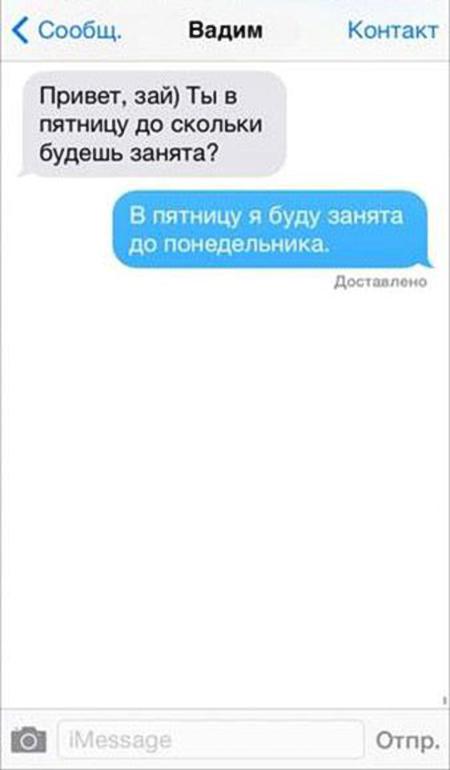 Сообщ.
Вадим
Контакт
Привет, зай) Ты в
пятницу до скольки
будешь занята?
В пятницу я буду занята
до понедельника.
Доставлено
iMessage
Отпр.